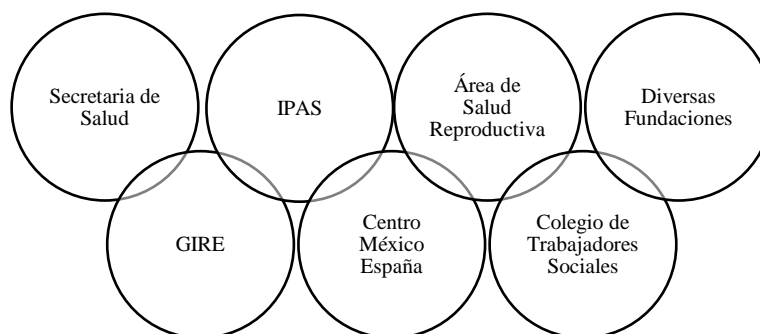 Secretaria de
Salud
IPAS
Área de
Salud
Reproductiva
Diversas
Fundaciones
GIRE
Centro
México
España
Colegio de
Trabajadores
Sociales